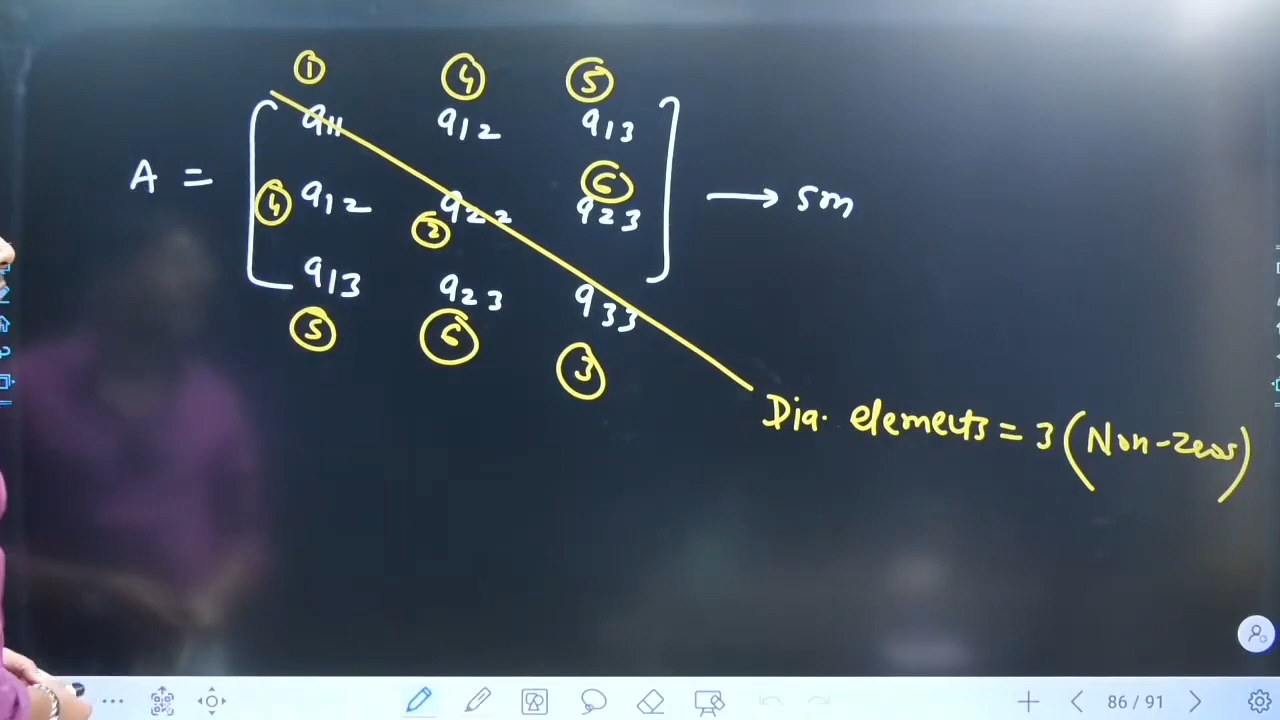 ① ④ ⑤
a11 a12 a13
⑥
A = ④ a12 ② a22 a23 → sm
a13 a23 a33
⑤ ⑥ ③
Dia. elements = 3 (Non-zeros)
86 / 91